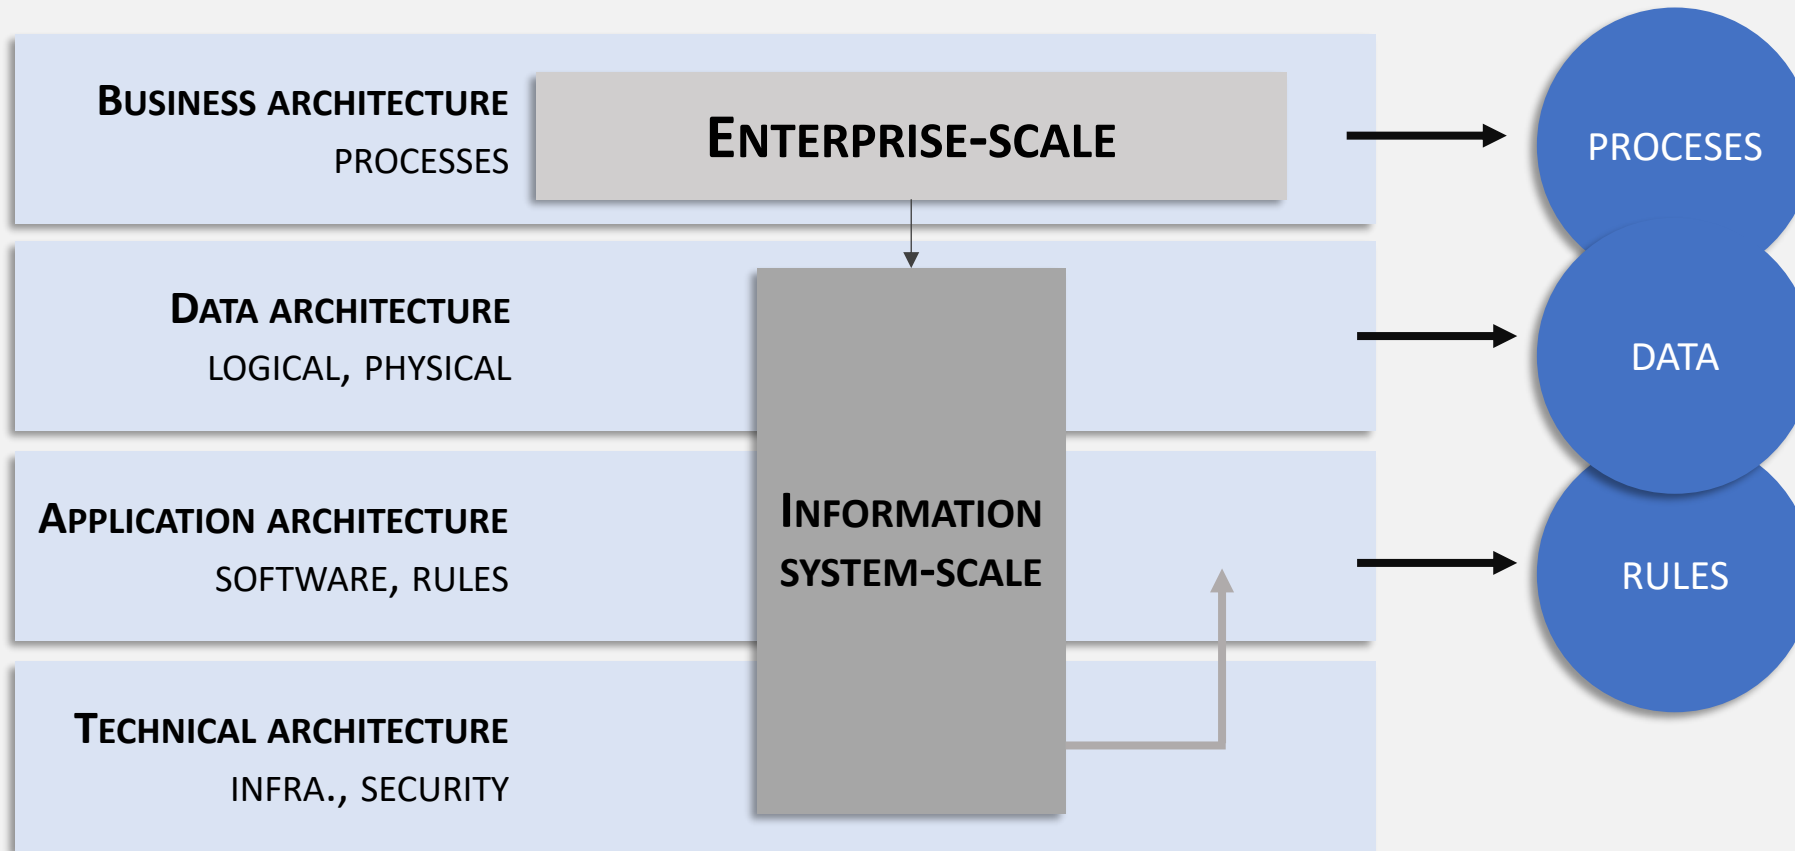 BUSINESS ARCHITECTURE
PROCESSES
ENTERPRISE-SCALE
PROCESES
DATA ARCHITECTURE
LOGICAL, PHYSICAL
DATA
APPLICATION ARCHITECTURE
SOFTWARE, RULES
INFORMATION
SYSTEM-SCALE
RULES
TECHNICAL ARCHITECTURE
INFRA., SECURITY